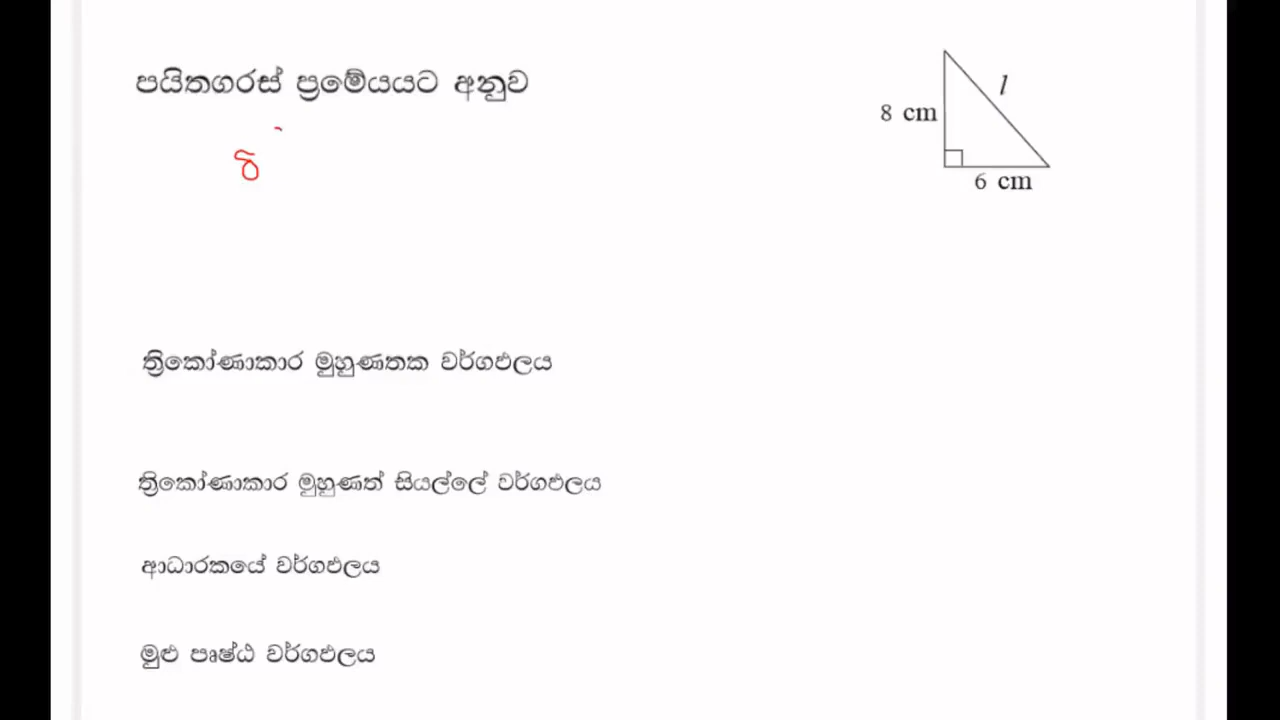 පයිතගරස් ප්‍රමේයයට අනුව
l
8 cm
8
6 cm
ත්‍රිකෝණාකාර මුහුණතක වර්ගඵලය
ත්‍රිකෝණාකාර මුහුණත් සියල්ලේ වර්ගඵලය
ආධාරකයේ වර්ගඵලය
මුළු පෘෂ්ඨ වර්ගඵලය